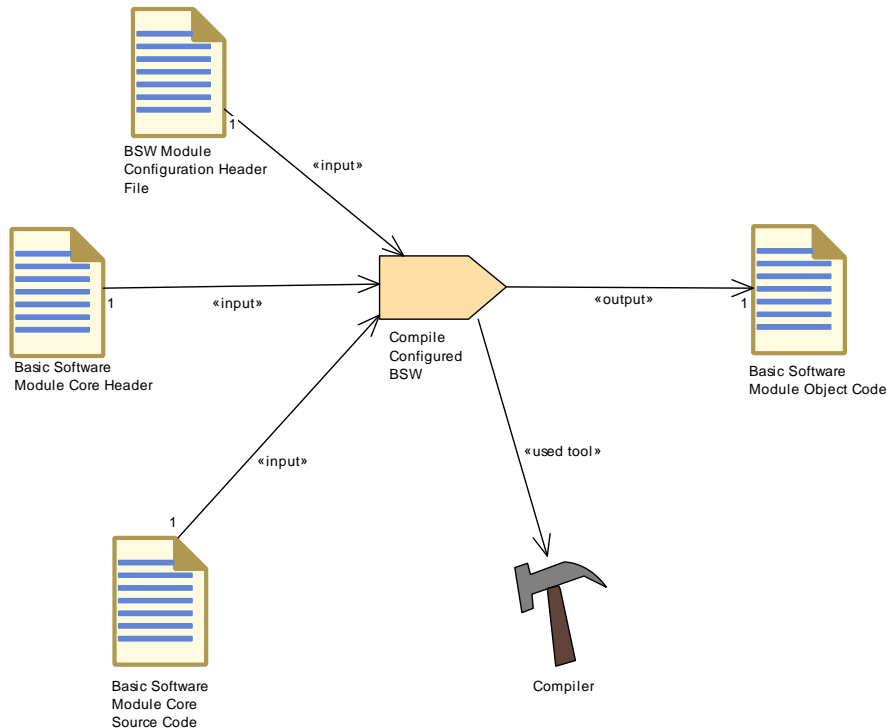 1
BSW Module
Configuration Header
File
«input»
1
«input»
Basic Software
Module Core Header
Compile
Configured
BSW
«output»
1
Basic Software
Module Object Code
«input»
«used tool»
1
Basic Software
Module Core
Source Code
Compiler